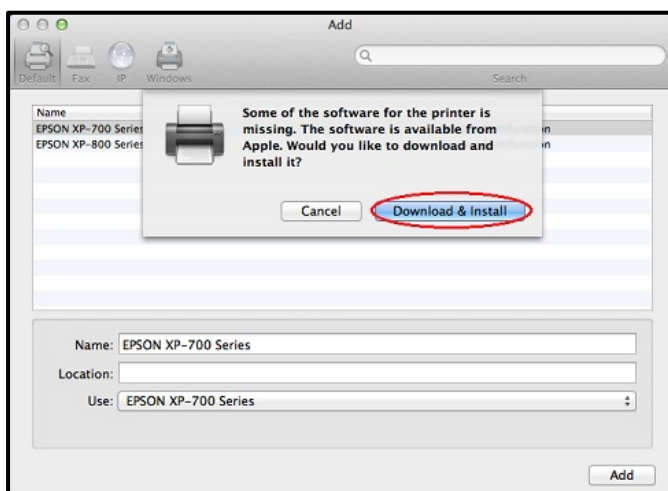 Add
Default Fax IP Windows
Search
Name
EPSON XP-700 Series
EPSON XP-800 Series
Some of the software for the printer is
missing. The software is available from
Apple. Would you like to download and
install it?
Cancel
Download & Install
Name: EPSON XP-700 Series
Location:
Use: EPSON XP-700 Series
Add